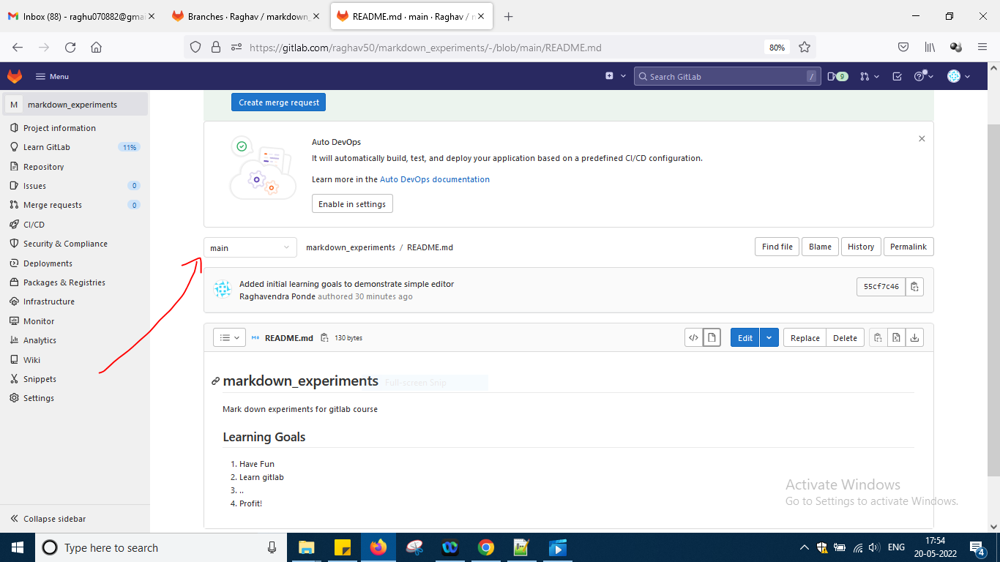 Inbox (88) - raghu070882@gmai
Branches · Raghav / markdown_
README.md · main · Raghav / m
https://gitlab.com/raghav50/markdown_experiments/-/blob/main/README.md
80%
Menu
Search GitLab
/
9
M
markdown_experiments
Create merge request
Project information
Learn GitLab
11%
Repository
Issues
0
Merge requests
0
CI/CD
Security & Compliance
Deployments
Packages & Registries
Infrastructure
Monitor
Analytics
Wiki
Snippets
Settings
Collapse sidebar
Auto DevOps
It will automatically build, test, and deploy your application based on a predefined CI/CD configuration.
Learn more in the Auto DevOps documentation
Enable in settings
main
markdown_experiments / README.md
Find file
Blame
History
Permalink
Added initial learning goals to demonstrate simple editor
Raghavendra Ponde authored 30 minutes ago
55cf7c46
README.md
130 bytes
Edit
Replace
Delete
markdown_experiments
Full-screen Snip
Mark down experiments for gitlab course
Learning Goals
1. Have Fun
2. Learn gitlab
3. ..
4. Profit!
Activate Windows
Go to Settings to activate Windows.
Type here to search
ENG
17:54
20-05-2022
4